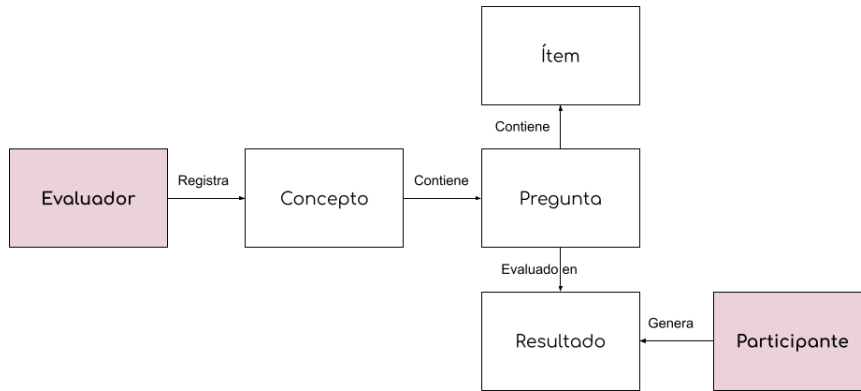 Ítem
Contiene
Evaluador
Registra
Concepto
Contiene
Pregunta
Evaluado en
Resultado
Genera
Participante